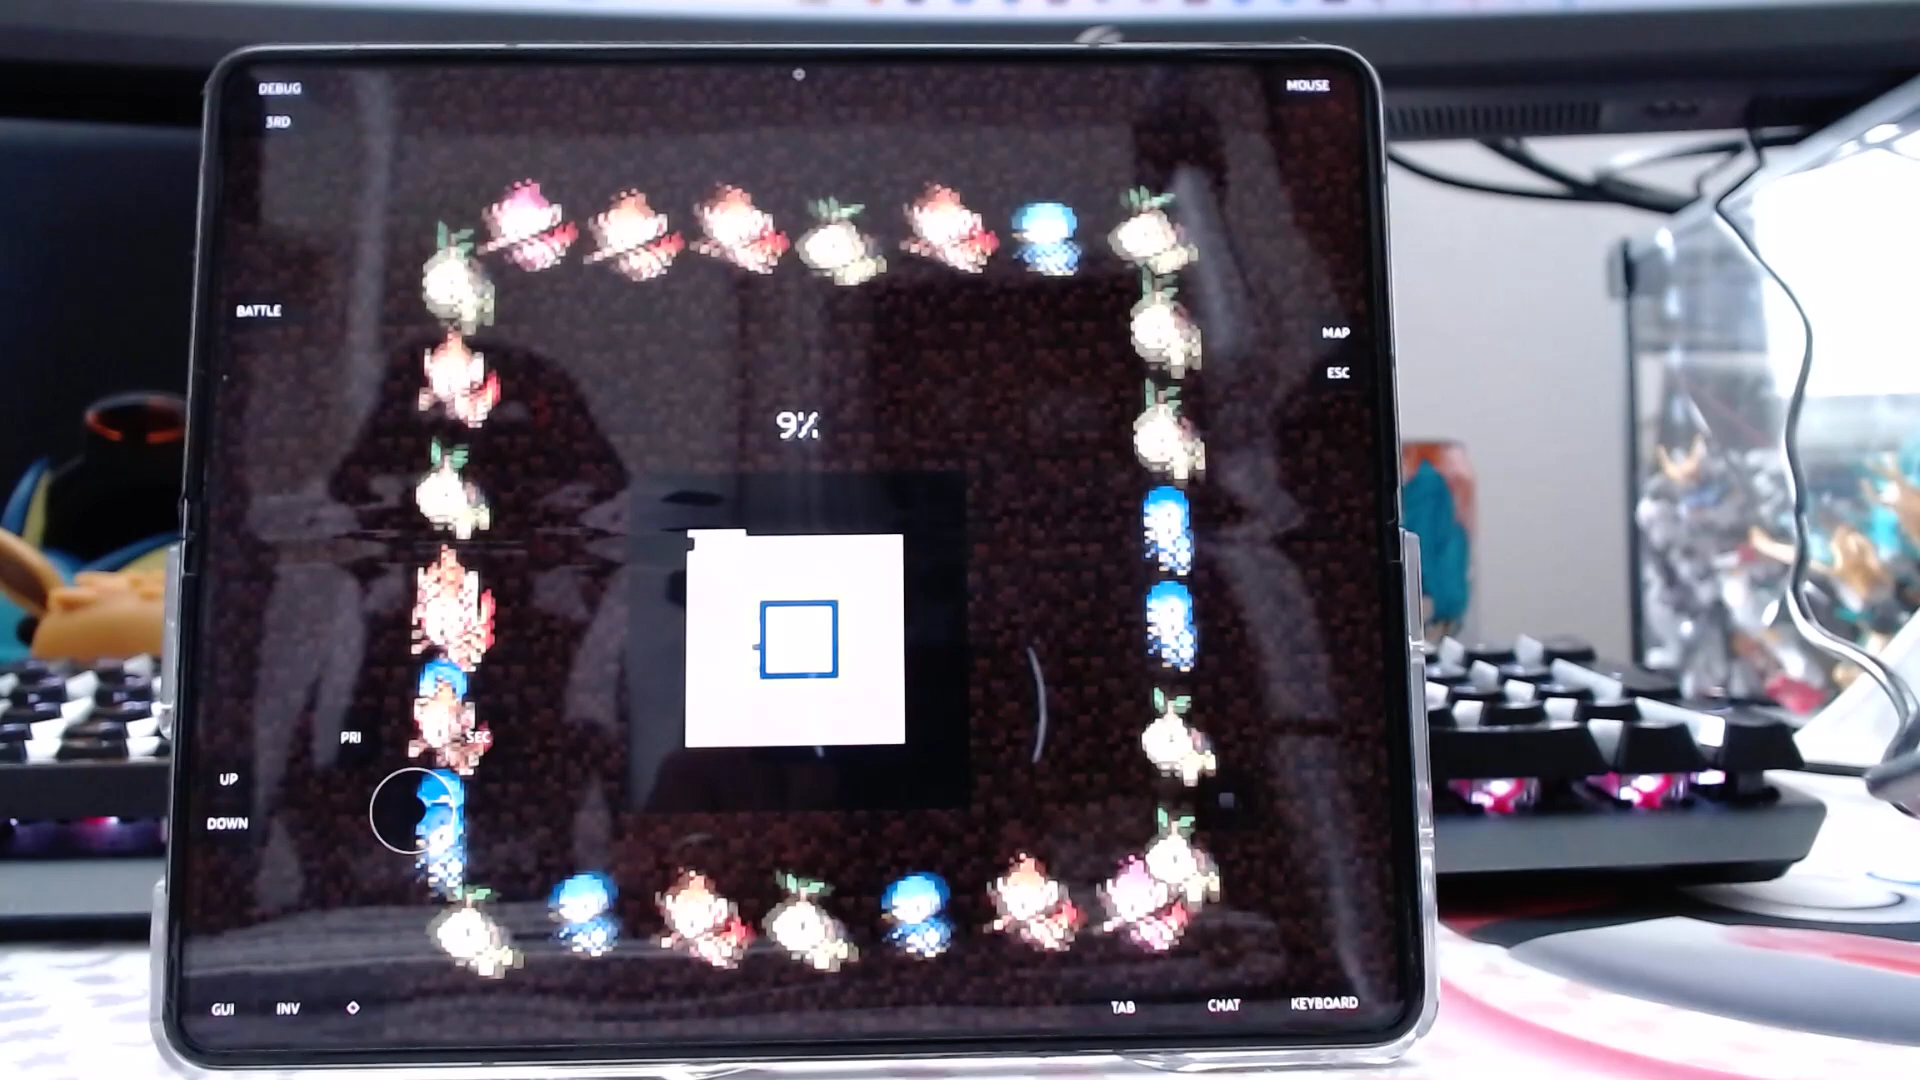 DEBUG
MOUSE
3RD
BATTLE
MAP
ESC
9%
PRI
SEC
UP
DOWN
GUI
INV
TAB
CHAT
KEYBOARD